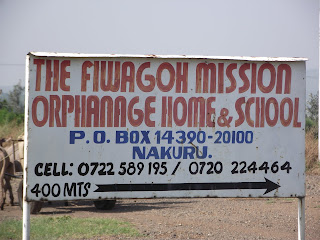 THE FIWAGOH MISSION
ORPHANAGE HOME & SCHOOL
P. O. BOX 14390-20100
NAKURU.
CELL: 0722 589 195 / 0720 224464
400 MTS